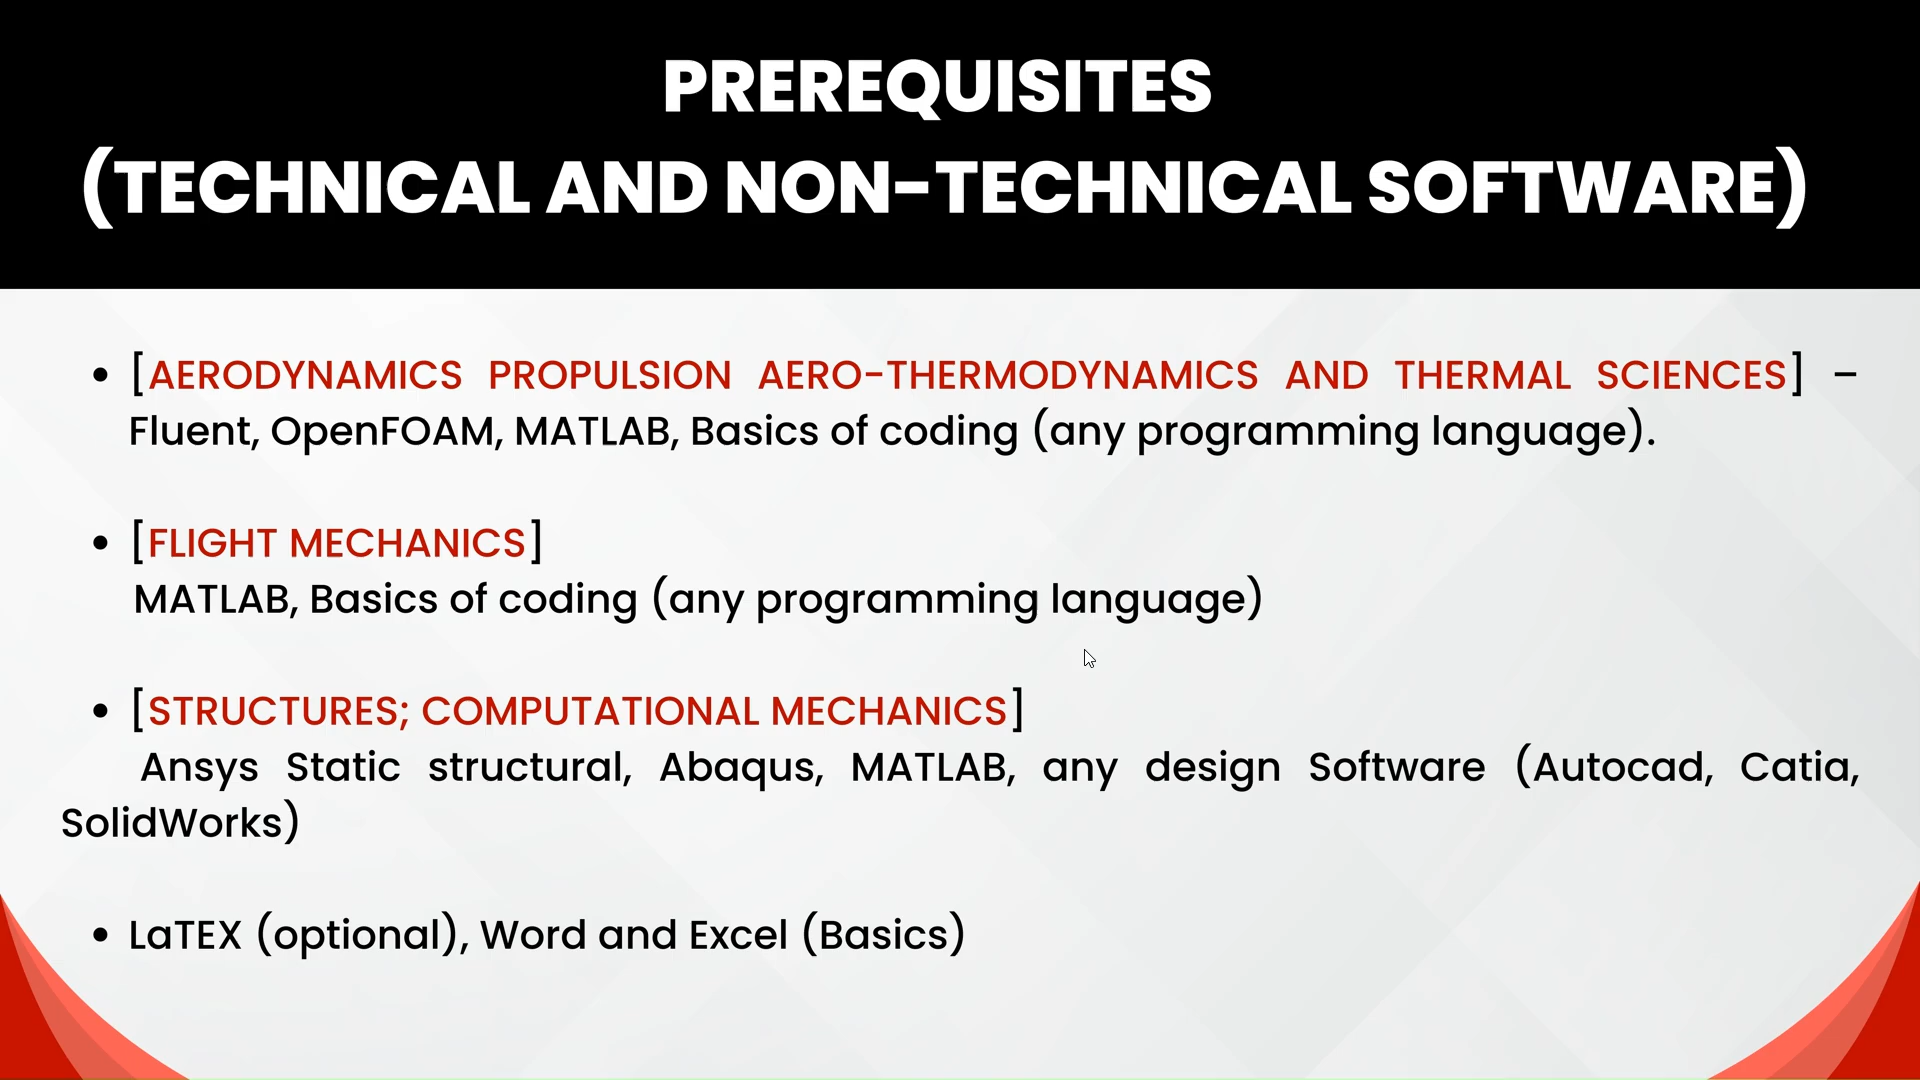 PREREQUISITES
(TECHNICAL AND NON-TECHNICAL SOFTWARE)
• [AERODYNAMICS PROPULSION AERO-THERMODYNAMICS AND THERMAL SCIENCES] –
Fluent, OpenFOAM, MATLAB, Basics of coding (any programming language).
• [FLIGHT MECHANICS]
MATLAB, Basics of coding (any programming language)
• [STRUCTURES; COMPUTATIONAL MECHANICS]
Ansys Static structural, Abaqus, MATLAB, any design Software (Autocad, Catia,
SolidWorks)
• LaTEX (optional), Word and Excel (Basics)